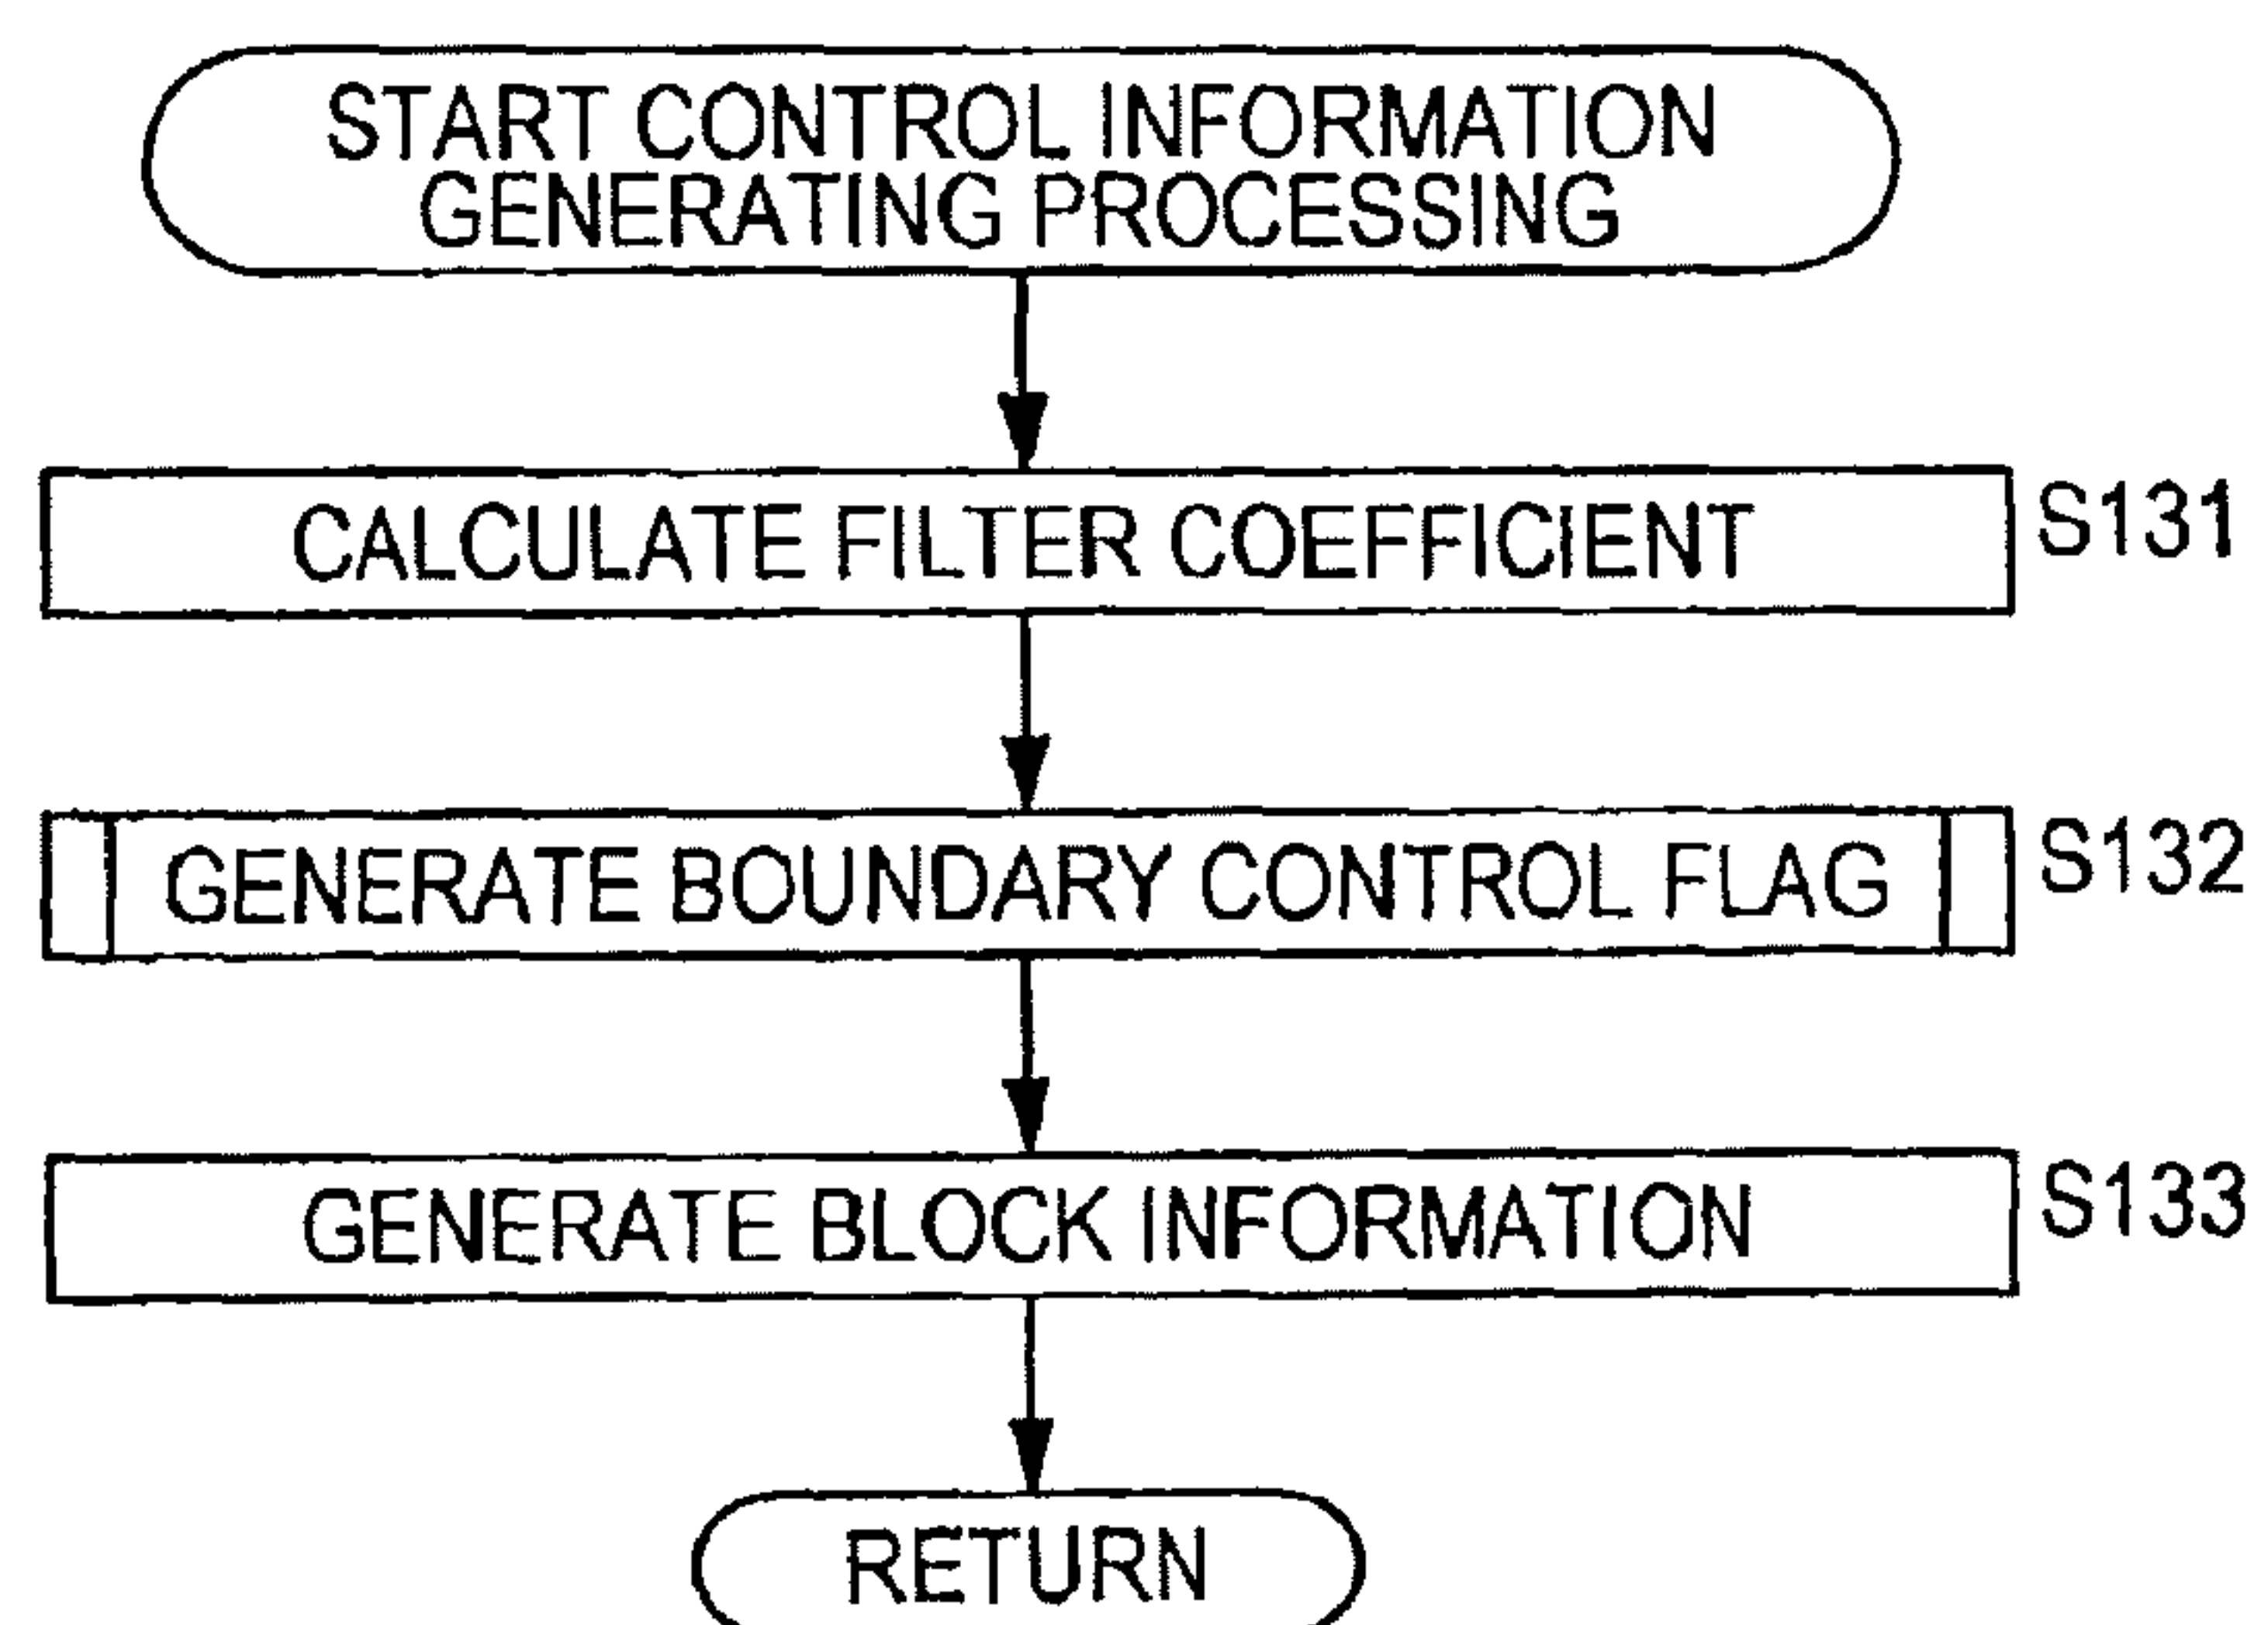 START CONTROL INFORMATION
GENERATING PROCESSING
CALCULATE FILTER COEFFICIENT
S131
GENERATE BOUNDARY CONTROL FLAG
S132
GENERATE BLOCK INFORMATION
S133
RETURN